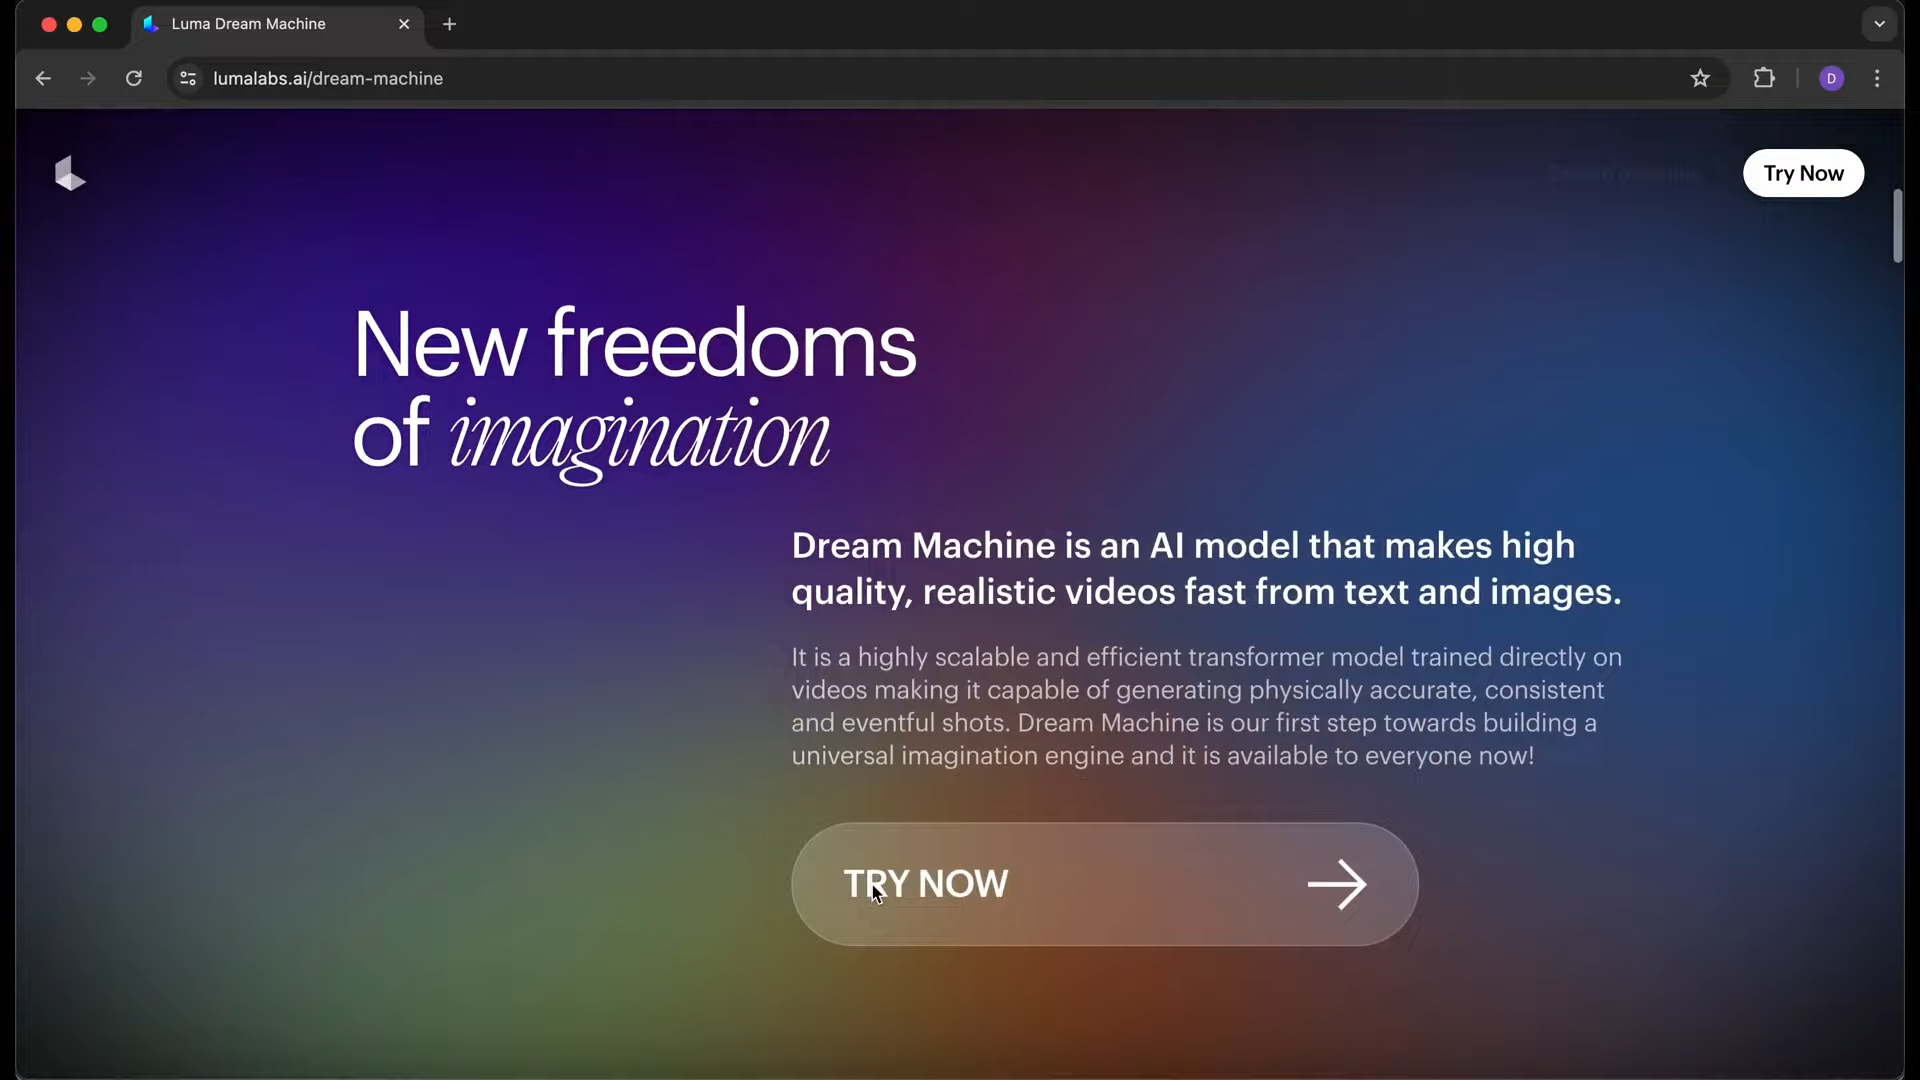 Luma Dream Machine
lumalabs.ai/dream-machine
D
Try Now
New freedoms
of imagination
Dream Machine is an AI model that makes high
quality, realistic videos fast from text and images.
It is a highly scalable and efficient transformer model trained directly on
videos making it capable of generating physically accurate, consistent
and eventful shots. Dream Machine is our first step towards building a
universal imagination engine and it is available to everyone now!
TRY NOW